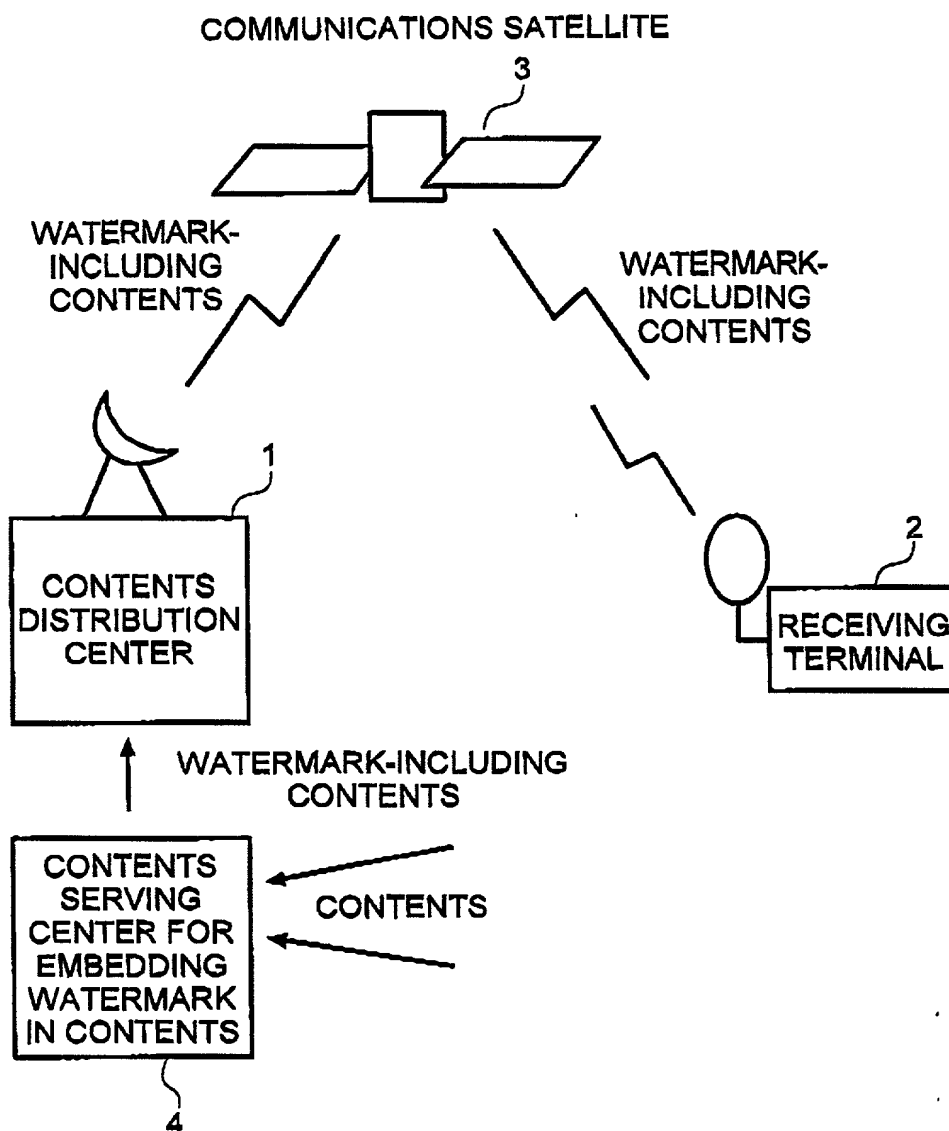 COMMUNICATIONS SATELLITE
3
WATERMARK-
INCLUDING
CONTENTS
WATERMARK-
INCLUDING
CONTENTS
1
CONTENTS
DISTRIBUTION
CENTER
2
RECEIVING
TERMINAL
WATERMARK-INCLUDING
CONTENTS
CONTENTS
SERVING
CENTER FOR
EMBEDDING
WATERMARK
IN CONTENTS
CONTENTS
4